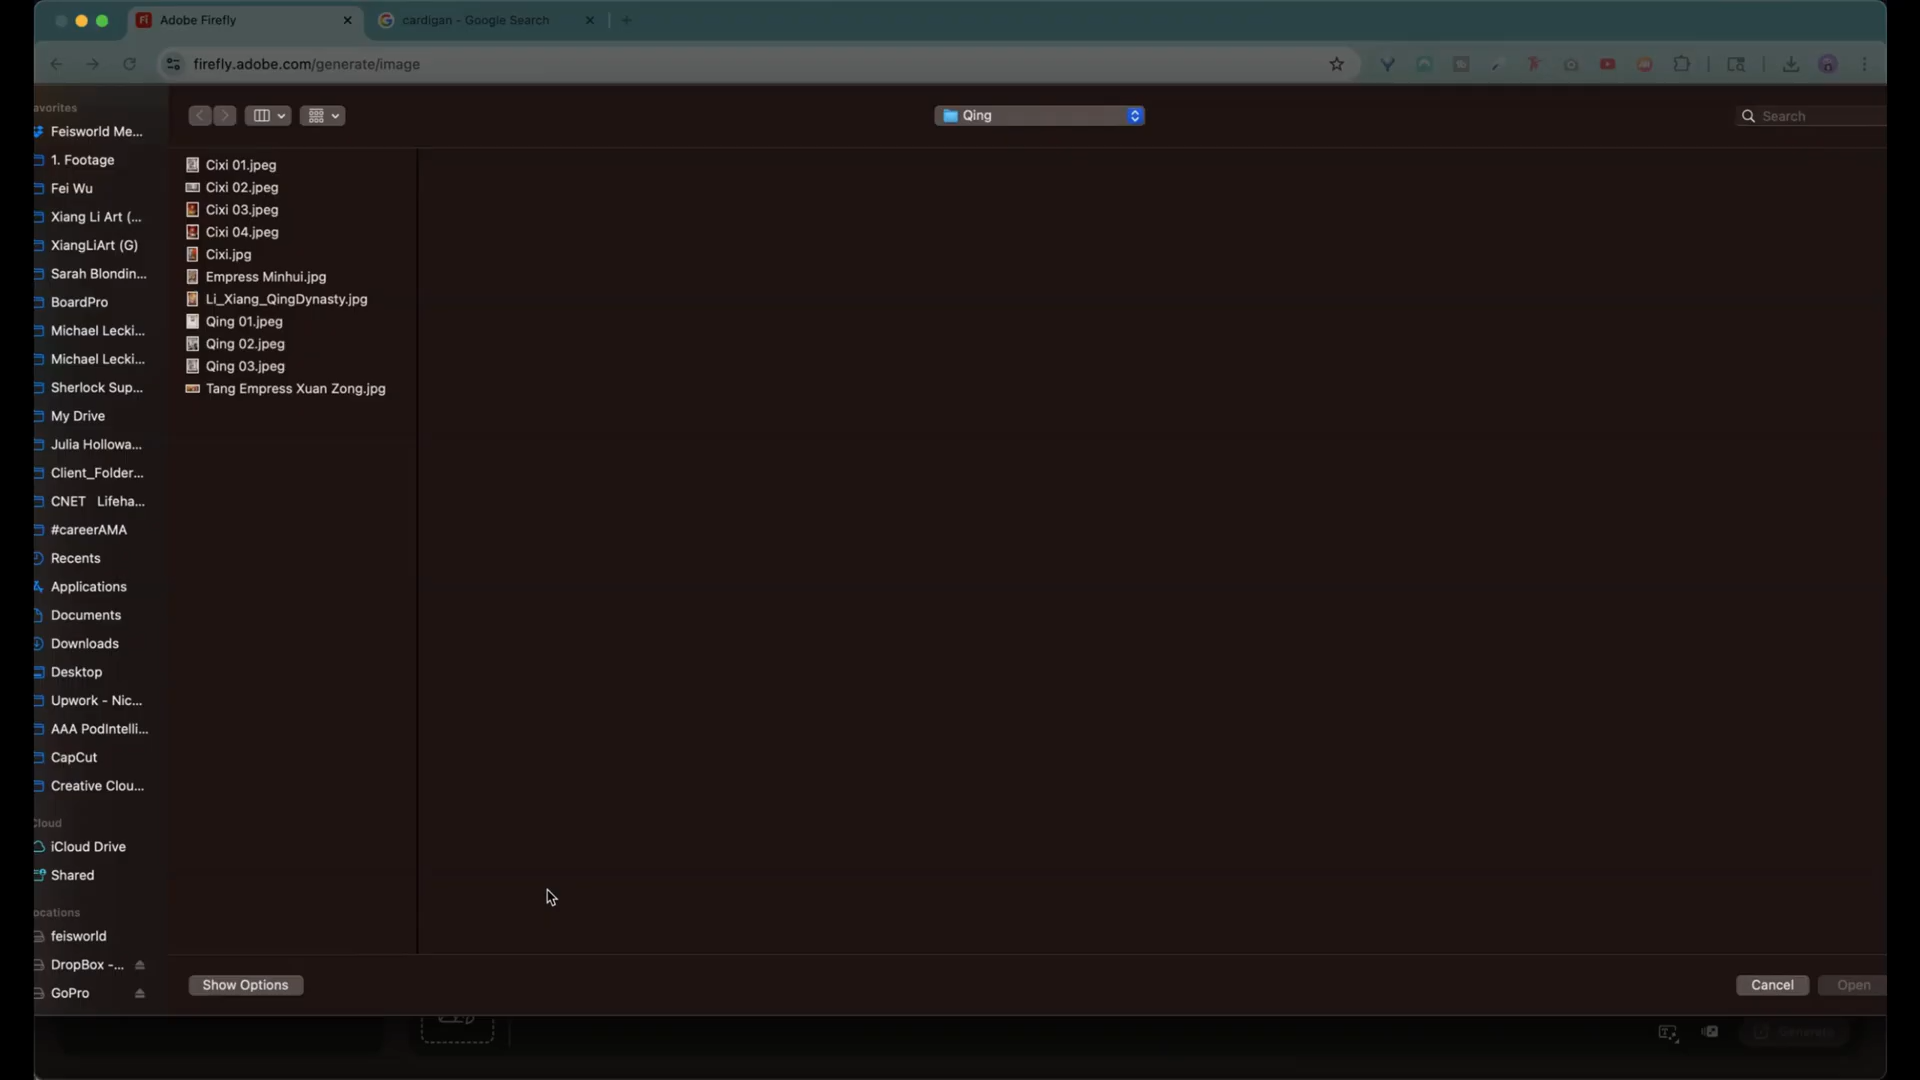 Adobe Firefly
cardigan - Google Search
firefly.adobe.com/generate/image
avorites
Feisworld Me...
1. Footage
Fei Wu
Xiang Li Art (...
XiangLiArt (G)
Sarah Blondin...
BoardPro
Michael Lecki...
Michael Lecki...
Sherlock Sup...
My Drive
Julia Hollowa...
Client_Folder...
CNET Lifeha...
#careerAMA
Recents
Applications
Documents
Downloads
Desktop
Upwork - Nic...
AAA PodIntelli...
CapCut
Creative Clou...
Cloud
iCloud Drive
Shared
ocations
feisworld
DropBox -...
GoPro
Qing
Search
Cixi 01.jpeg
Cixi 02.jpeg
Cixi 03.jpeg
Cixi 04.jpeg
Cixi.jpg
Empress Minhui.jpg
Li_Xiang_QingDynasty.jpg
Qing 01.jpeg
Qing 02.jpeg
Qing 03.jpeg
Tang Empress Xuan Zong.jpg
Show Options
Cancel
Open
Generate